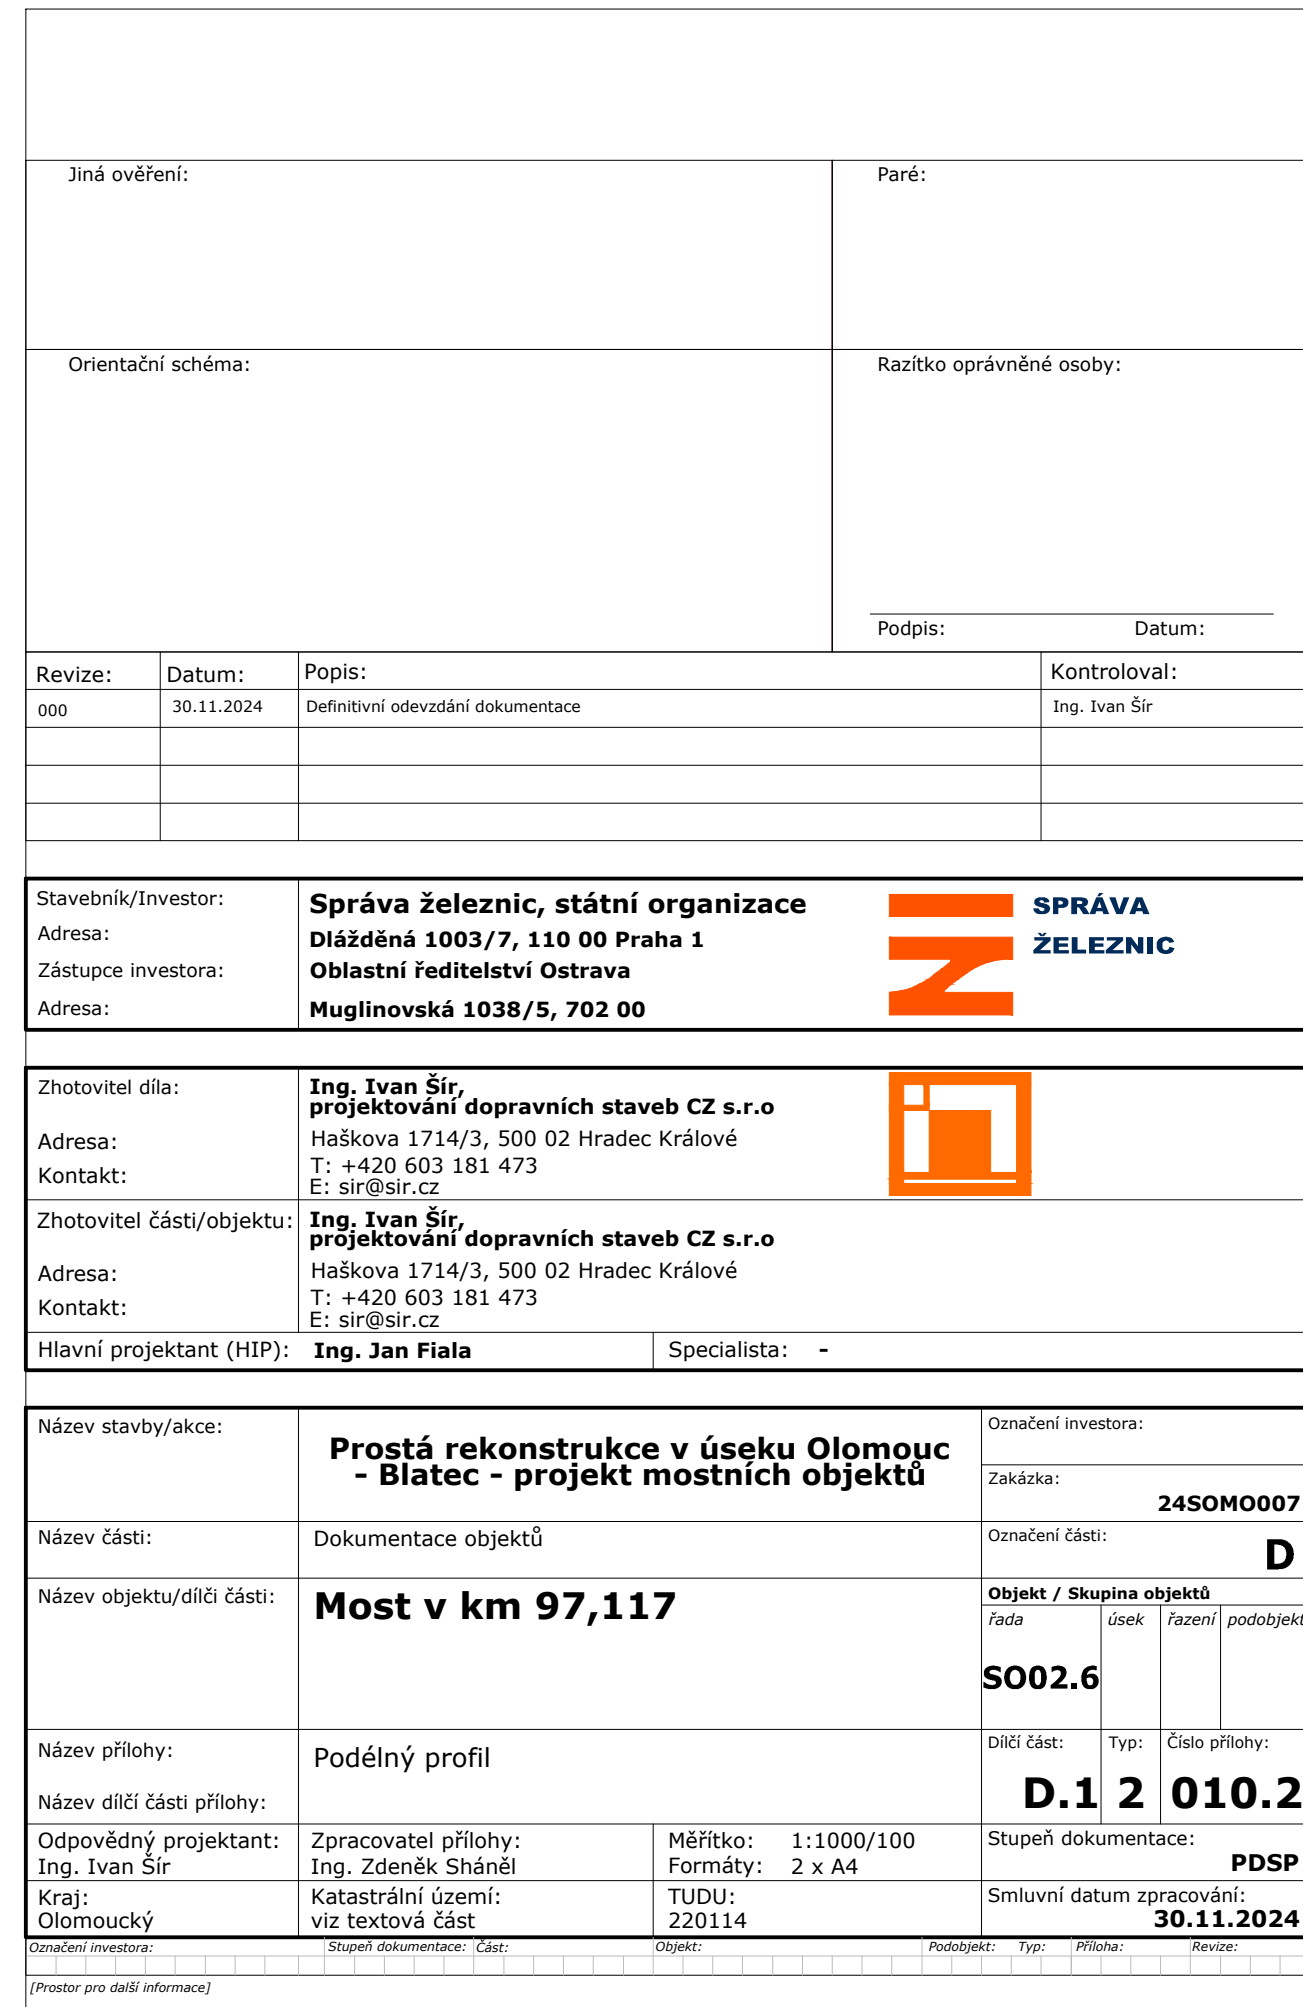 Jiná ověření:
Paré:
Orientační schéma:
Razítko oprávněné osoby:
Podpis: Datum:
Revize: Datum: Popis: Kontroloval:
000 30.11.2024 Definitivní odevzdání dokumentace Ing. Ivan Šír
Stavebník/Investor: Správa železnic, státní organizace
Adresa: Dlážděná 1003/7, 110 00 Praha 1
Zástupce investora: Oblastní ředitelství Ostrava
Adresa: Muglinovská 1038/5, 702 00
SPRÁVA
ŽELEZNIC
Zhotovitel díla: Ing. Ivan Šír,
projektování dopravních staveb CZ s.r.o
Adresa: Haškova 1714/3, 500 02 Hradec Králové
Kontakt: T: +420 603 181 473
E: sir@sir.cz
Zhotovitel části/objektu: Ing. Ivan Šír,
projektování dopravních staveb CZ s.r.o
Adresa: Haškova 1714/3, 500 02 Hradec Králové
Kontakt: T: +420 603 181 473
E: sir@sir.cz
Hlavní projektant (HIP): Ing. Jan Fiala Specialista: -
Název stavby/akce: Prostá rekonstrukce v úseku Olomouc
- Blatec - projekt mostních objektů
Označení investora:
Zakázka:
24SOMO007
Název části: Dokumentace objektů
Označení části:
D
Název objektu/dílči části: Most v km 97,117
Objekt / Skupina objektů
řada úsek řazení podobjekt
SO02.6
Název přílohy: Podélný profil
Název dílčí části přílohy:
Dílčí část: Typ: Číslo přílohy:
D.1 2 010.2
Odpovědný projektant: Zpracovatel přílohy: Měřítko: 1:1000/100 Stupeň dokumentace:
Ing. Ivan Šír Ing. Zdeněk Sháněl Formáty: 2 x A4 PDSP
Kraj: Katastrální území: TUDU: Smluvní datum zpracování:
Olomoucký viz textová část 220114 30.11.2024
Označení investora: Stupeň dokumentace: Část: Objekt: Podobjekt: Typ: Příloha: Revize:
[Prostor pro další informace]